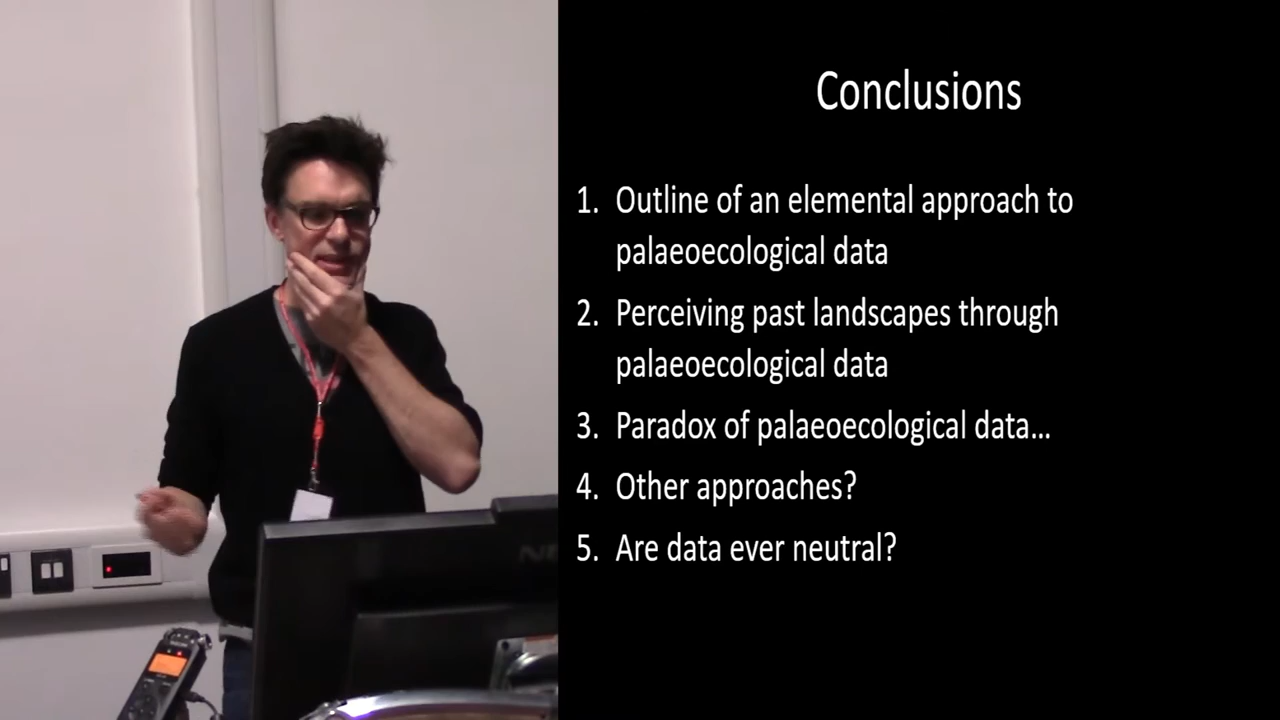 Conclusions
1. Outline of an elemental approach to
palaeoecological data
2. Perceiving past landscapes through
palaeoecological data
3. Paradox of palaeoecological data...
4. Other approaches?
5. Are data ever neutral?